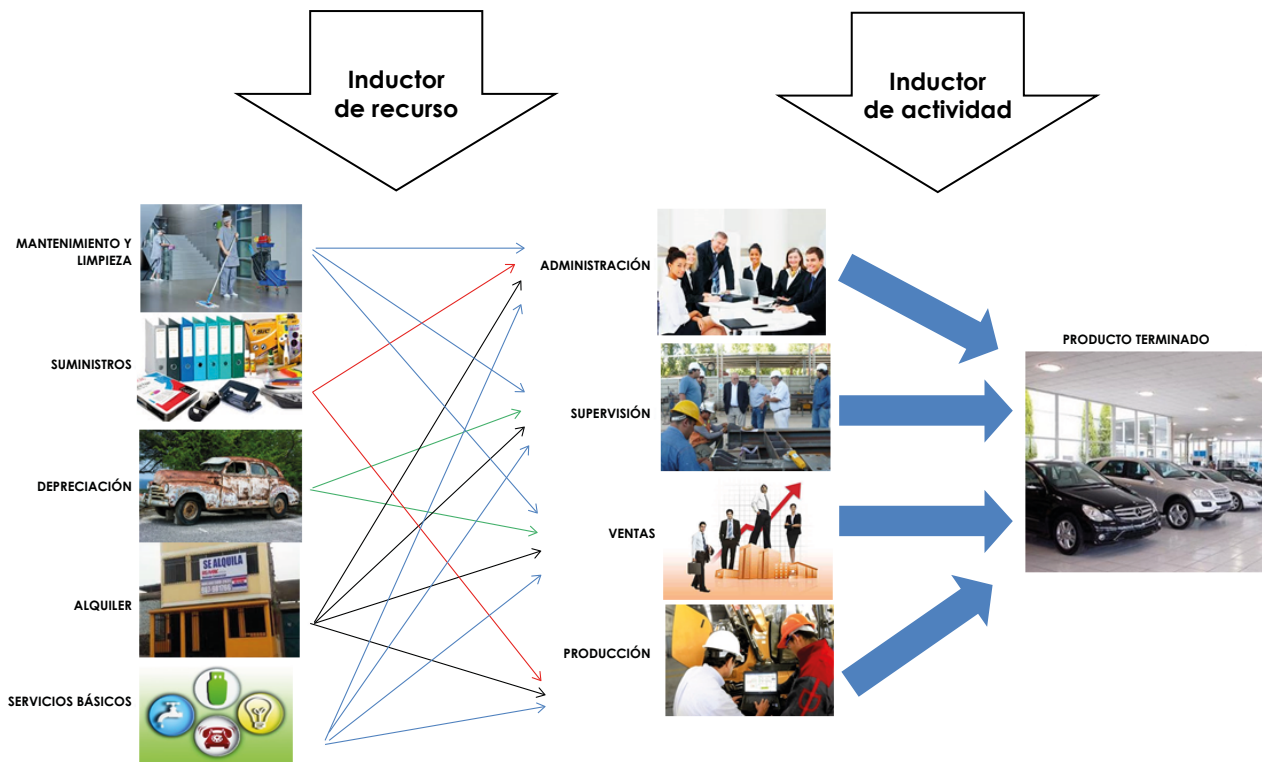 Inductor
de recurso
Inductor
de actividad
MANTENIMIENTO Y
LIMPIEZA
SUMINISTROS
DEPRECIACIÓN
ALQUILER
SE ALQUILA
SERVICIOS BÁSICOS
ADMINISTRACIÓN
SUPERVISIÓN
VENTAS
PRODUCCIÓN
PRODUCTO TERMINADO